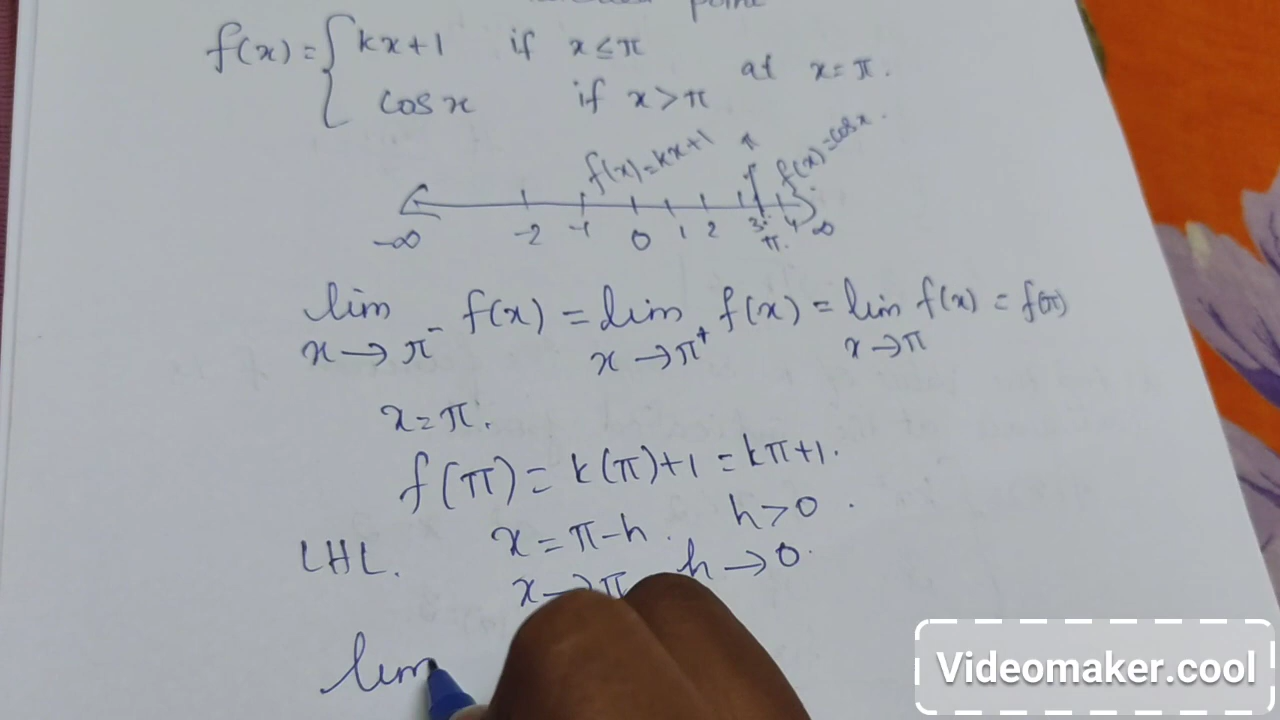 point
f(x) = { kx+1 if x ≤ π
cos x if x > π at x = π.
f(x) = kx+1 π f(x) = cos x.
-∞ -2 -1 0 1 2 3 π 4 ∞
lim x→π⁻ f(x) = lim x→π⁺ f(x) = lim x→π f(x) = f(π)
x = π.
f(π) = k(π)+1 = kπ+1.
LHL. x = π-h. h > 0.
x→π h→0.
lim
Videomaker.cool